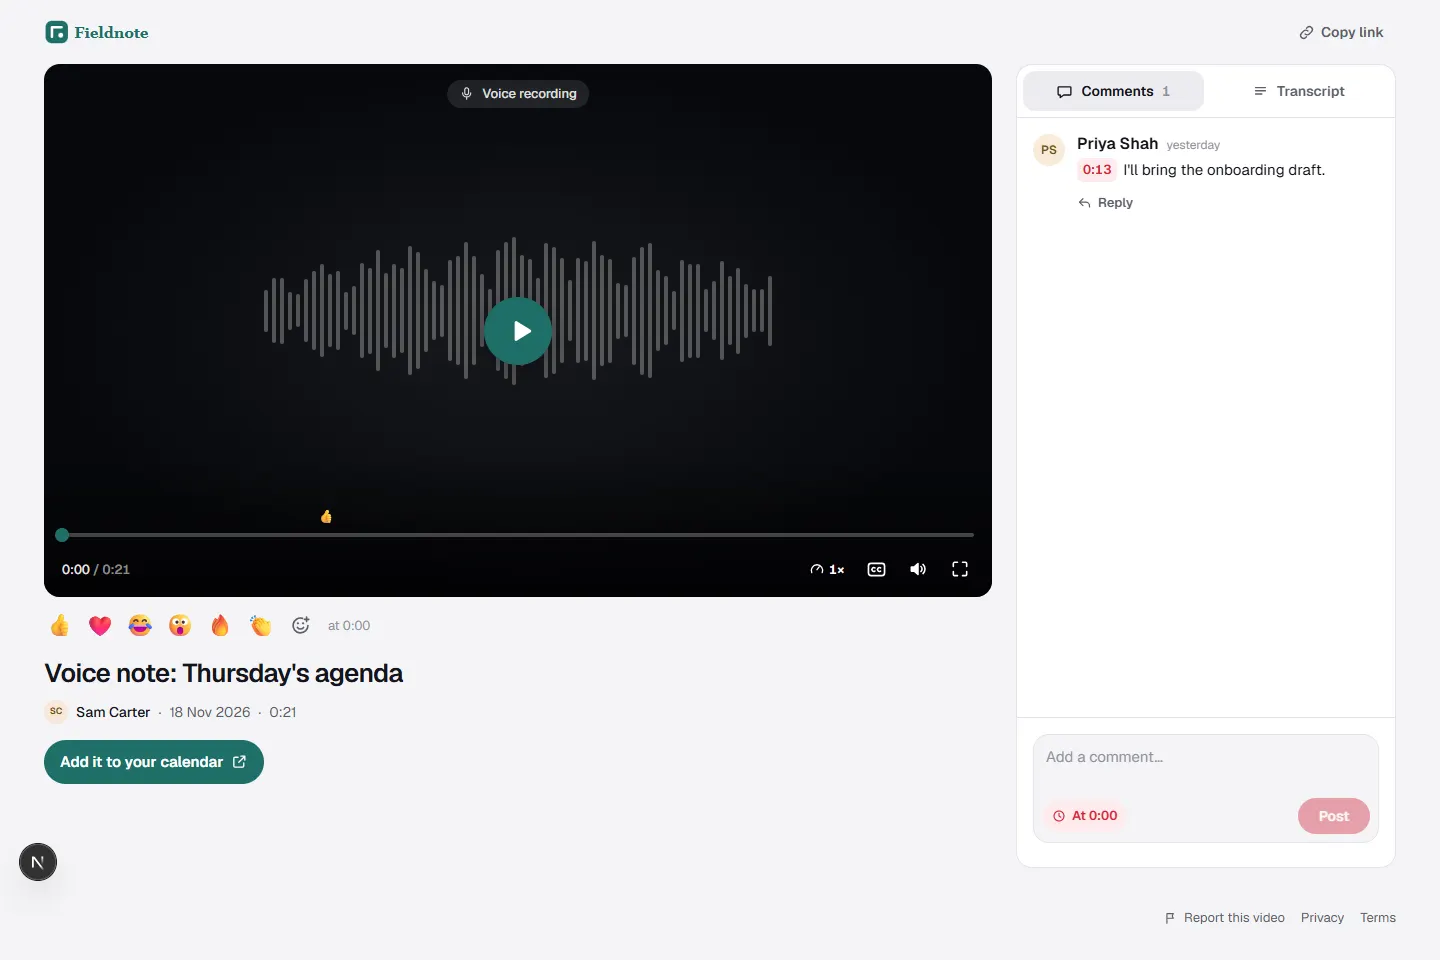 Fieldnote
Copy link
Voice recording
0:00 / 0:21
1×
CC
at 0:00
Voice note: Thursday's agenda
SC Sam Carter · 18 Nov 2026 · 0:21
Add it to your calendar
N
Comments 1
Transcript
PS Priya Shah yesterday
0:13 I'll bring the onboarding draft.
Reply
Add a comment...
At 0:00
Post
Report this video Privacy Terms